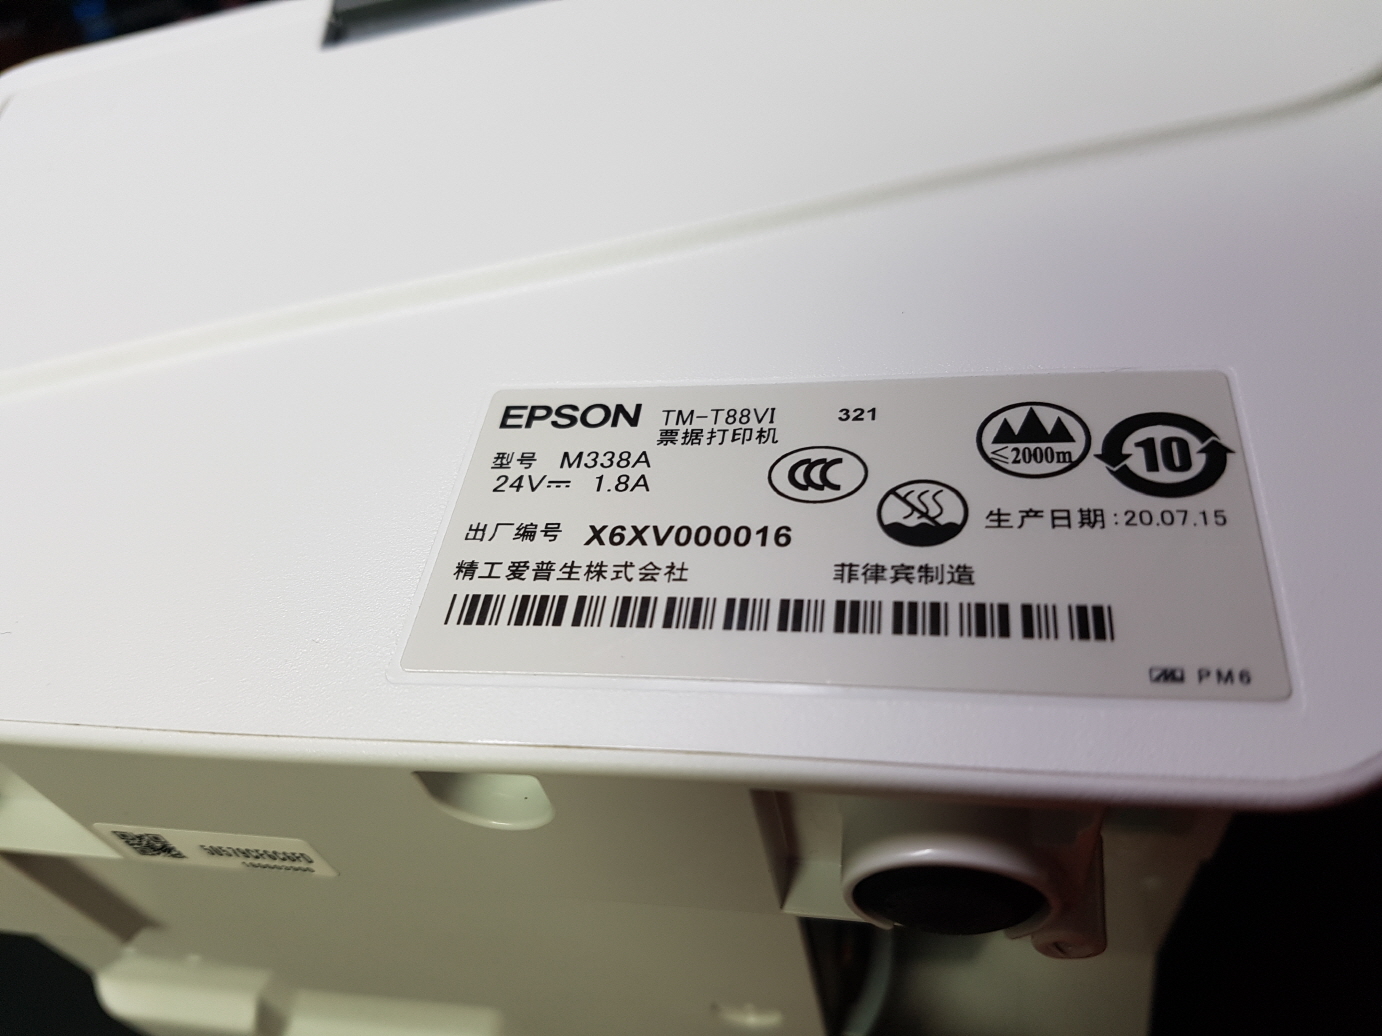 EPSON TM-T88VI 321
票据打印机
型号 M338A
24V⎓ 1.8A
CCC
≤2000m
10
生产日期:20.07.15
出厂编号 X6XV000016
精工爱普生株式会社 菲律宾制造
PM6